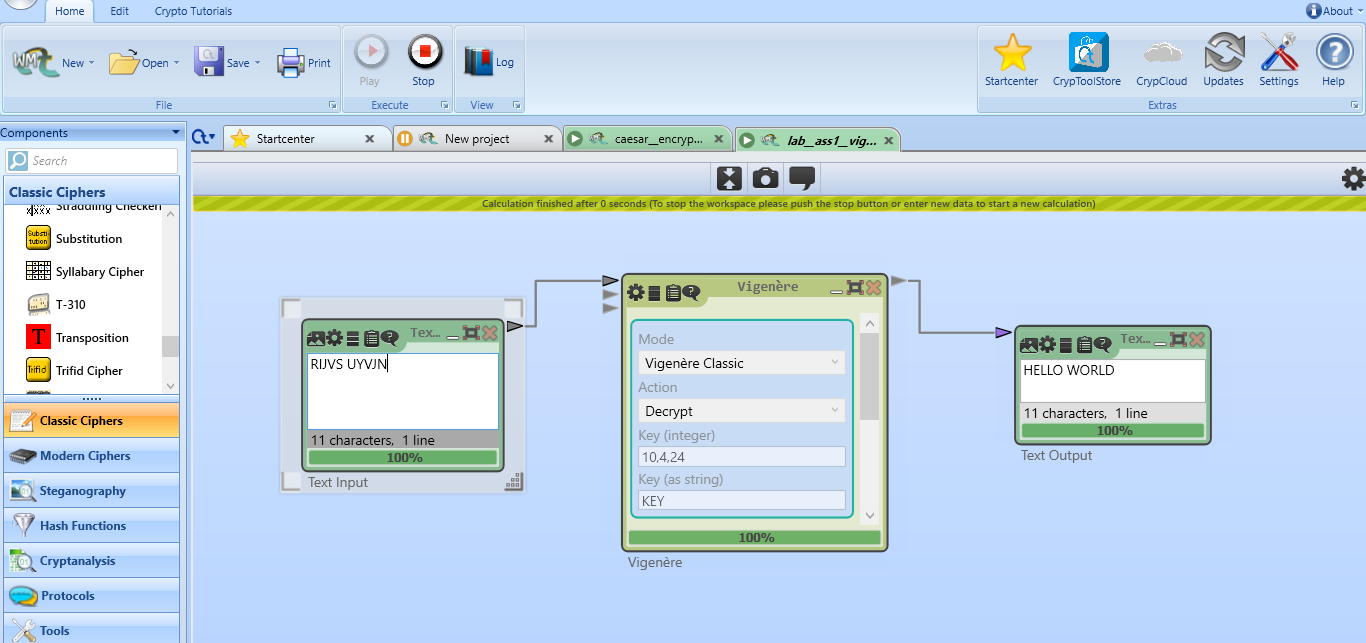 Home Edit Crypto Tutorials About
New Open Save Print Play Stop Log Startcenter CrypToolStore CrypCloud Updates Settings Help
File Execute View Extras
Components
Startcenter New project caesar__encryp... lab__ass1__vig...
Search
Classic Ciphers
Straddling Checker
Substitution
Syllabary Cipher
T-310
Transposition
Trifid Cipher
Classic Ciphers
Modern Ciphers
Steganography
Hash Functions
Cryptanalysis
Protocols
Tools
Calculation finished after 0 seconds (To stop the workspace please push the stop button or enter new data to start a new calculation)
Tex...
RIJVS UYVJN
11 characters, 1 line
100%
Text Input
Vigenère
Mode
Vigenère Classic
Action
Decrypt
Key (integer)
10,4,24
Key (as string)
KEY
100%
Vigenère
Tex...
HELLO WORLD
11 characters, 1 line
100%
Text Output